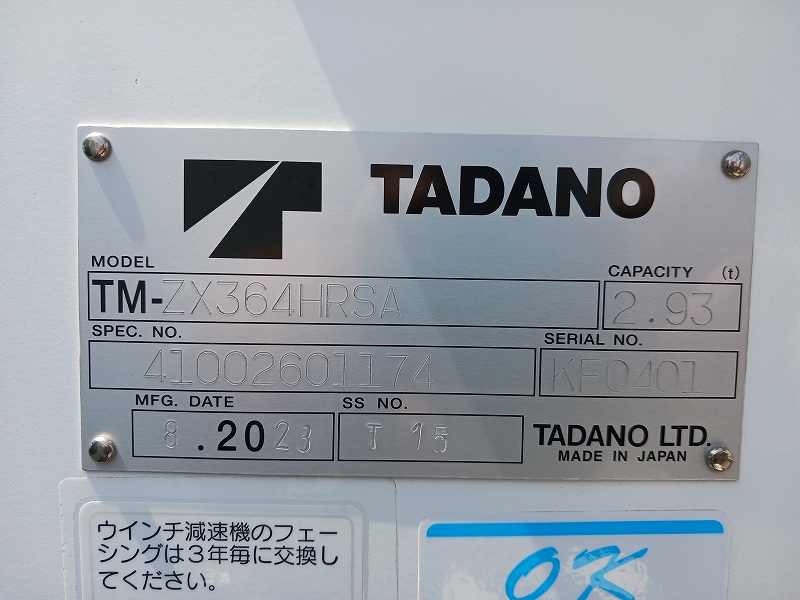 TADANO
MODEL
TM-ZX364HRSA
CAPACITY (t)
2.93
SPEC. NO.
41002601174
SERIAL NO.
KF0401
MFG. DATE
8.2023
SS NO.
T 15
TADANO LTD.
MADE IN JAPAN
ウインチ減速機のフェー
シングは3年毎に交換し
てください。
OK